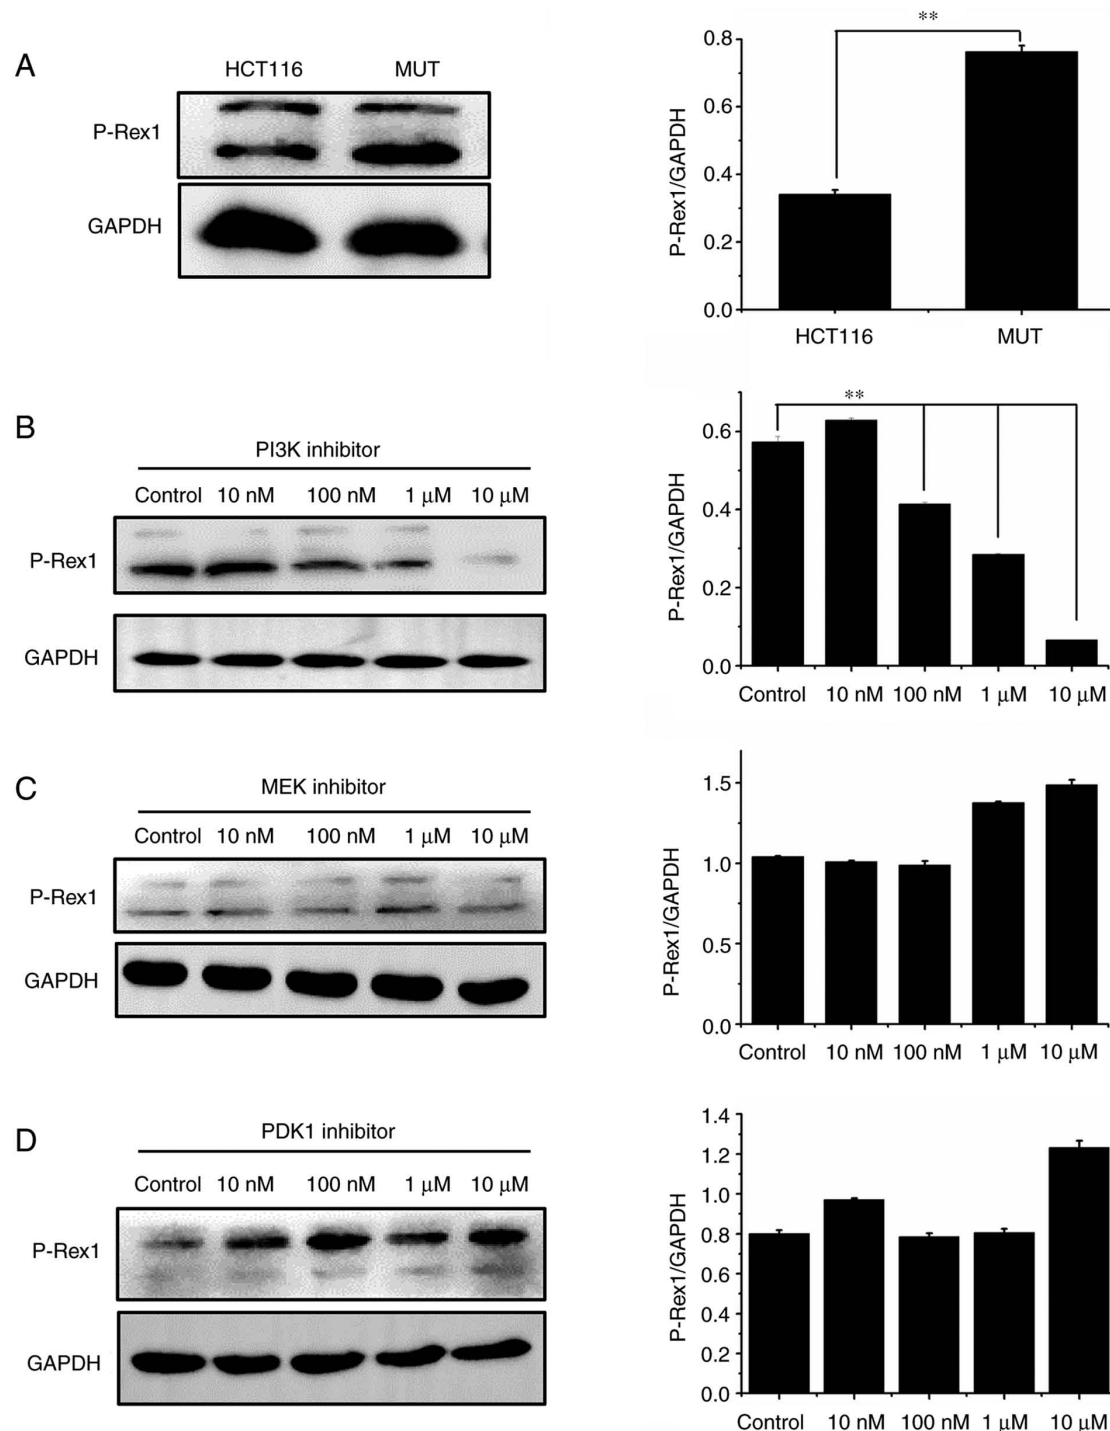 A
HCT116 MUT
P-Rex1
GAPDH
**
P-Rex1/GAPDH
0.8
0.6
0.4
0.2
0.0
HCT116 MUT
B
PI3K inhibitor
Control 10 nM 100 nM 1 μM 10 μM
P-Rex1
GAPDH
**
P-Rex1/GAPDH
0.6
0.4
0.2
0.0
Control 10 nM 100 nM 1 μM 10 μM
C
MEK inhibitor
Control 10 nM 100 nM 1 μM 10 μM
P-Rex1
GAPDH
P-Rex1/GAPDH
1.5
1.0
0.5
0.0
Control 10 nM 100 nM 1 μM 10 μM
D
PDK1 inhibitor
Control 10 nM 100 nM 1 μM 10 μM
P-Rex1
GAPDH
P-Rex1/GAPDH
1.4
1.2
1.0
0.8
0.6
0.4
0.2
0.0
Control 10 nM 100 nM 1 μM 10 μM